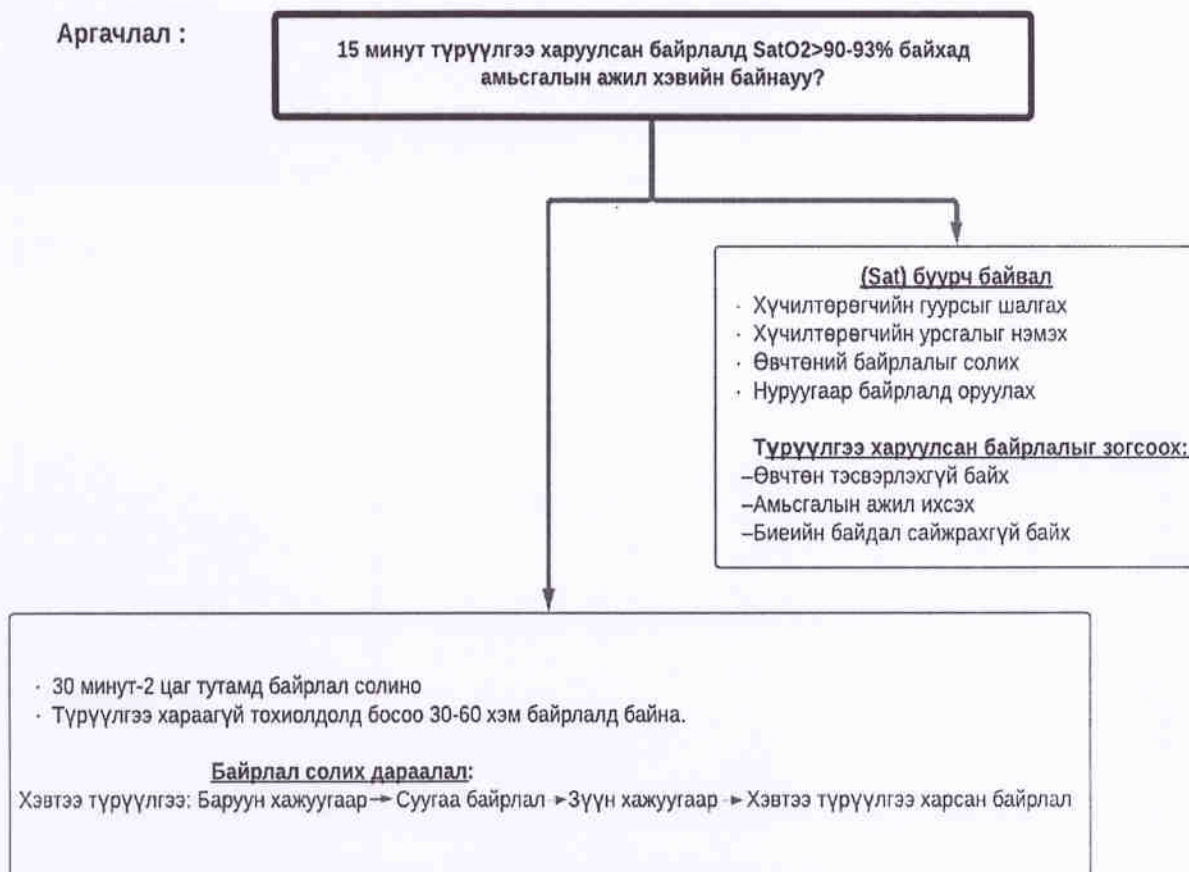 Аргачлал :
15 минут түрүүлгээ харуулсан байрлалд SatO2>90-93% байхад
амьсгалын ажил хэвийн байнауу?
(Sat) буурч байвал
· Хүчилтөрөгчийн гуурсыг шалгах
· Хүчилтөрөгчийн урсгалыг нэмэх
· Өвчтөний байрлалыг солих
· Нуруугаар байрлалд оруулах
Түрүүлгээ харуулсан байрлалыг зогсоох:
–Өвчтөн тэсвэрлэхгүй байх
–Амьсгалын ажил ихсэх
–Биеийн байдал сайжрахгүй байх
· 30 минут-2 цаг тутамд байрлал солино
· Түрүүлгээ хараагүй тохиолдолд босоо 30-60 хэм байрлалд байна.
Байрлал солих дараалал:
Хэвтээ түрүүлгээ: Баруун хажуугаар→ Суугаа байрлал →Зүүн хажуугаар → Хэвтээ түрүүлгээ харсан байрлал